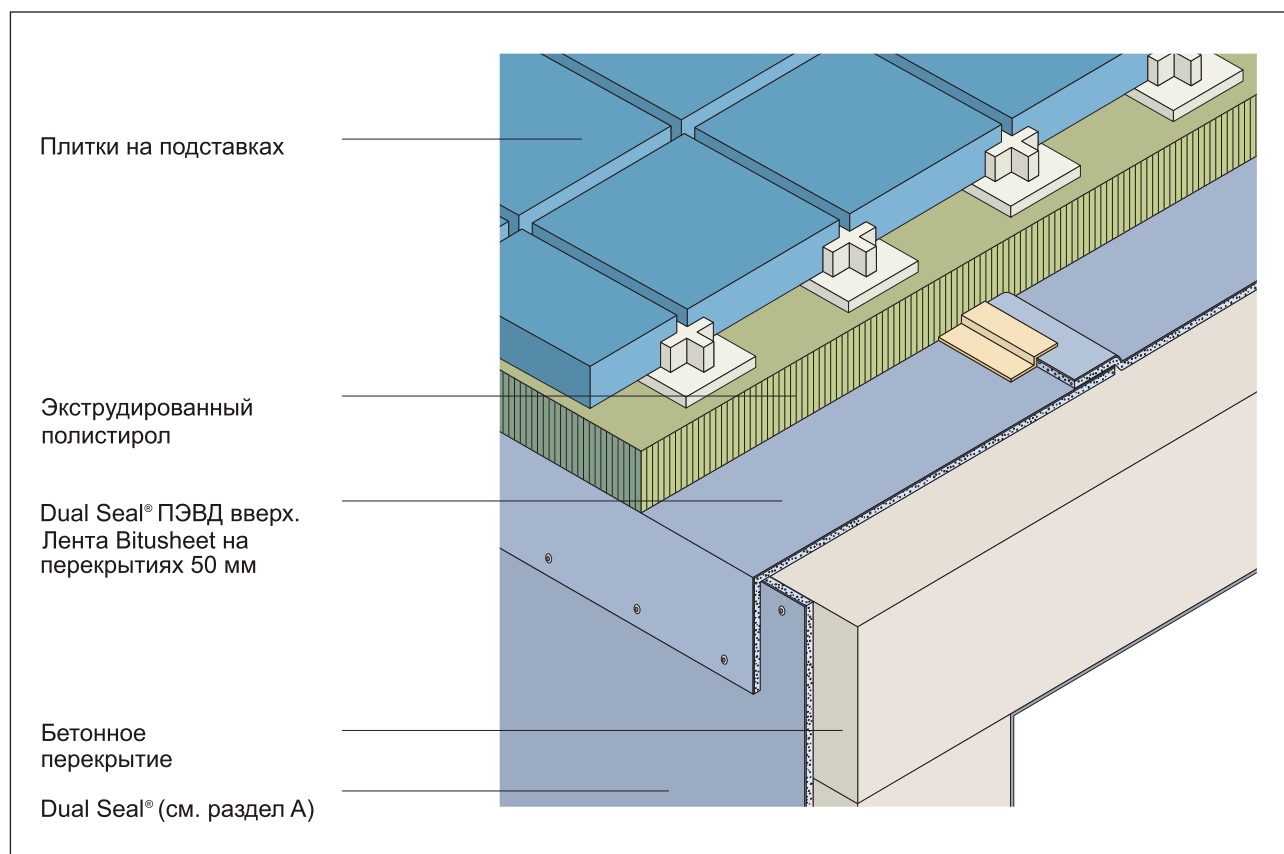 Плитки на подставках
Экструдированный
полистирол
Dual Seal® ПЭВД вверх.
Лента Bitusheet на
перекрытиях 50 мм
Бетонное
перекрытие
Dual Seal® (см. раздел А)